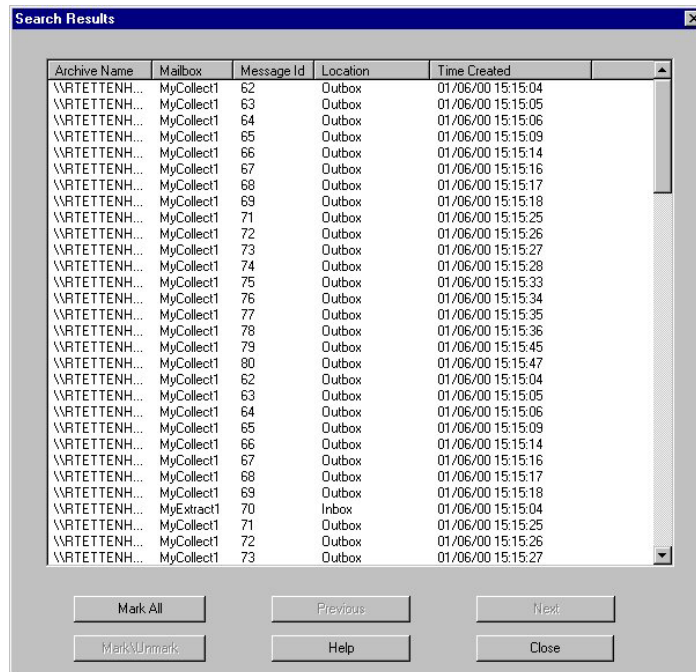 Search Results
Archive Name Mailbox Message Id Location Time Created
\\RTETTENH... MyCollect1 62 Outbox 01/06/00 15:15:04
\\RTETTENH... MyCollect1 63 Outbox 01/06/00 15:15:05
\\RTETTENH... MyCollect1 64 Outbox 01/06/00 15:15:06
\\RTETTENH... MyCollect1 65 Outbox 01/06/00 15:15:09
\\RTETTENH... MyCollect1 66 Outbox 01/06/00 15:15:14
\\RTETTENH... MyCollect1 67 Outbox 01/06/00 15:15:16
\\RTETTENH... MyCollect1 68 Outbox 01/06/00 15:15:17
\\RTETTENH... MyCollect1 69 Outbox 01/06/00 15:15:18
\\RTETTENH... MyCollect1 71 Outbox 01/06/00 15:15:25
\\RTETTENH... MyCollect1 72 Outbox 01/06/00 15:15:26
\\RTETTENH... MyCollect1 73 Outbox 01/06/00 15:15:27
\\RTETTENH... MyCollect1 74 Outbox 01/06/00 15:15:28
\\RTETTENH... MyCollect1 75 Outbox 01/06/00 15:15:33
\\RTETTENH... MyCollect1 76 Outbox 01/06/00 15:15:34
\\RTETTENH... MyCollect1 77 Outbox 01/06/00 15:15:35
\\RTETTENH... MyCollect1 78 Outbox 01/06/00 15:15:36
\\RTETTENH... MyCollect1 79 Outbox 01/06/00 15:15:45
\\RTETTENH... MyCollect1 80 Outbox 01/06/00 15:15:47
\\RTETTENH... MyCollect1 62 Outbox 01/06/00 15:15:04
\\RTETTENH... MyCollect1 63 Outbox 01/06/00 15:15:05
\\RTETTENH... MyCollect1 64 Outbox 01/06/00 15:15:06
\\RTETTENH... MyCollect1 65 Outbox 01/06/00 15:15:09
\\RTETTENH... MyCollect1 66 Outbox 01/06/00 15:15:14
\\RTETTENH... MyCollect1 67 Outbox 01/06/00 15:15:16
\\RTETTENH... MyCollect1 68 Outbox 01/06/00 15:15:17
\\RTETTENH... MyCollect1 69 Outbox 01/06/00 15:15:18
\\RTETTENH... MyExtract1 70 Inbox 01/06/00 15:15:04
\\RTETTENH... MyCollect1 71 Outbox 01/06/00 15:15:25
\\RTETTENH... MyCollect1 72 Outbox 01/06/00 15:15:26
\\RTETTENH... MyCollect1 73 Outbox 01/06/00 15:15:27
Mark All Previous Next
Mark\Unmark Help Close